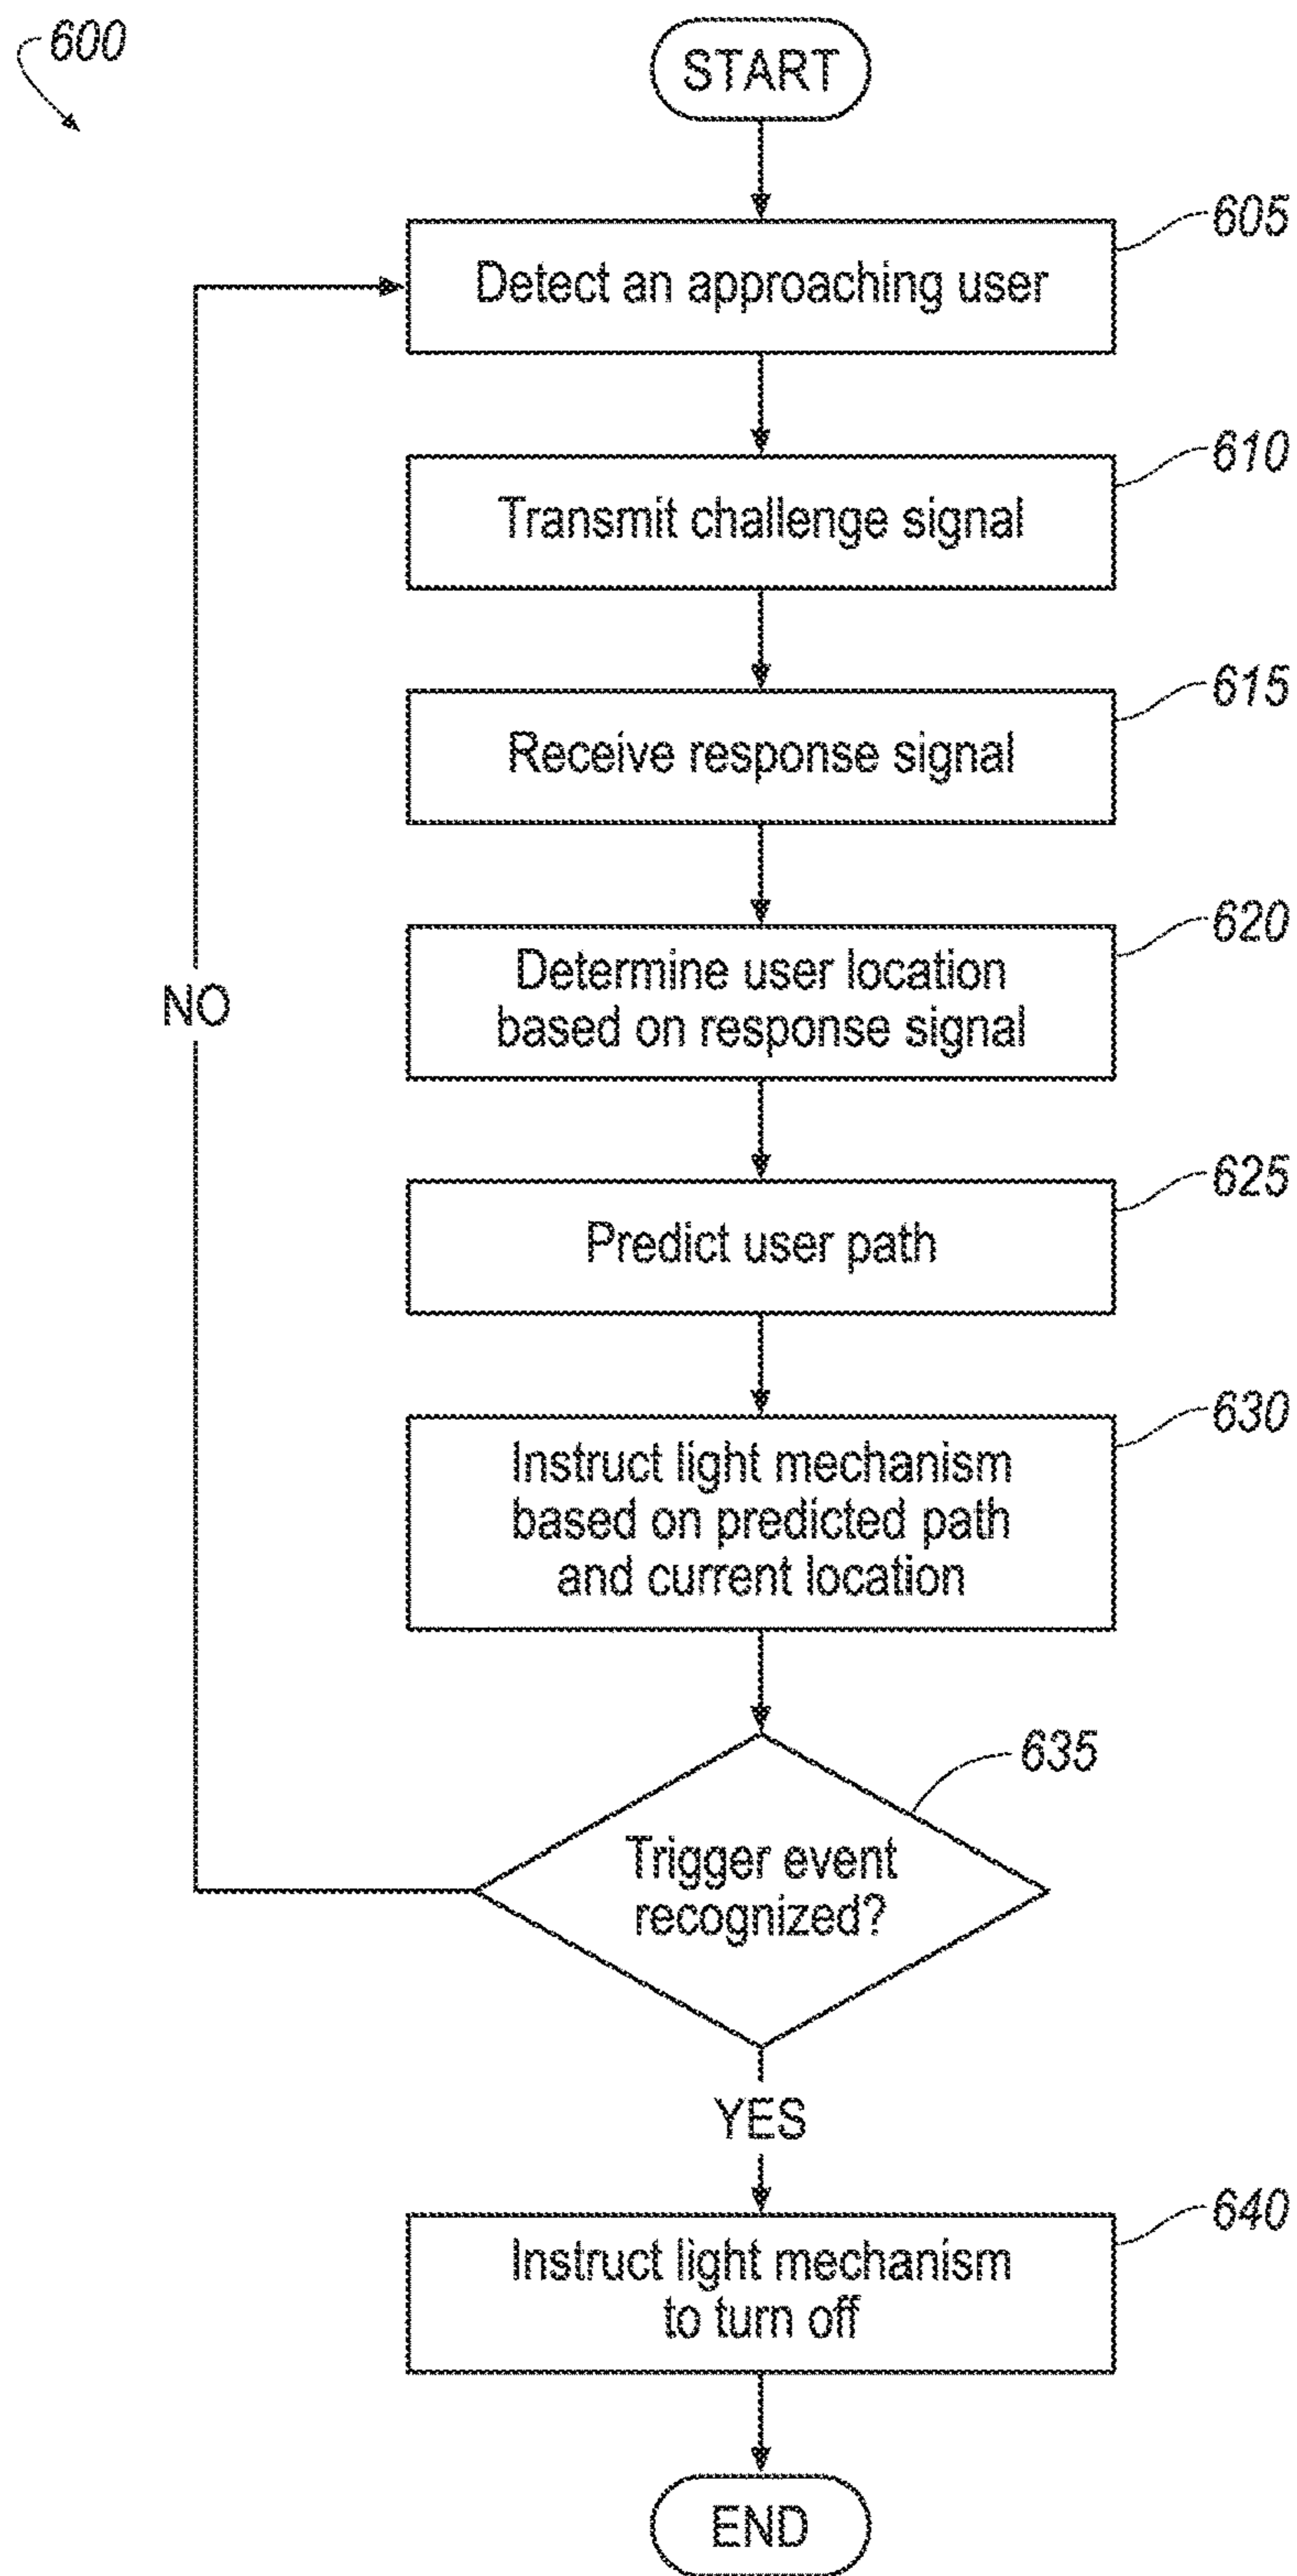 600
START
605
Detect an approaching user
610
Transmit challenge signal
615
Receive response signal
620
Determine user location
based on response signal
NO
625
Predict user path
630
Instruct light mechanism
based on predicted path
and current location
635
Trigger event
recognized?
YES
640
Instruct light mechanism
to turn off
END